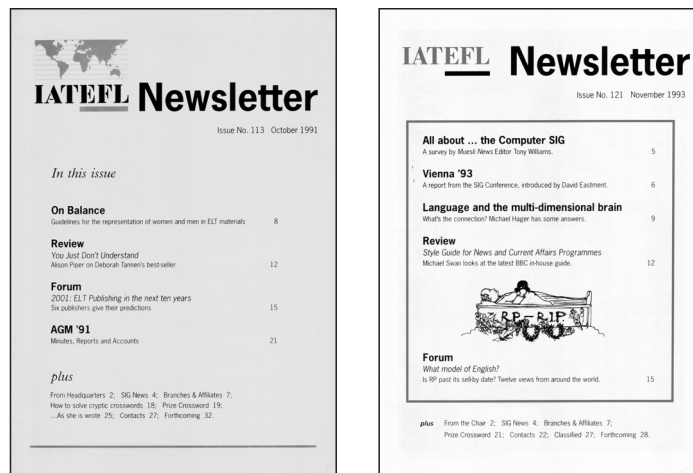 IATEFL Newsletter
Issue No. 113 October 1991
In this issue
On Balance
Guidelines for the representation of women and men in ELT materials 8
Review
You Just Don't Understand
Alison Piper on Deborah Tannen's best-seller 12
Forum
2001: ELT Publishing in the next ten years
Six publishers give their predictions 15
AGM '91
Minutes, Reports and Accounts 21
plus
From Headquarters 2; SIG News 4; Branches & Affiliates 7;
How to solve cryptic crosswords 18; Prize Crossword 19;
...As she is wrote 25; Contacts 27; Forthcoming 32.
IATEFL Newsletter
Issue No. 121 November 1993
All about ... the Computer SIG
A survey by Muesli News Editor Tony Williams. 5
Vienna '93
A report from the SIG Conference, introduced by David Eastment. 6
Language and the multi-dimensional brain
What's the connection? Michael Hager has some answers. 9
Review
Style Guide for News and Current Affairs Programmes
Michael Swan looks at the latest BBC in-house guide. 12
RP-RIP
Forum
What model of English?
Is RP past its sell-by date? Twelve views from around the world. 15
plus From the Chair 2; SIG News 4; Branches & Affiliates 7;
Prize Crossword 21; Contacts 22; Classified 27; Forthcoming 28.